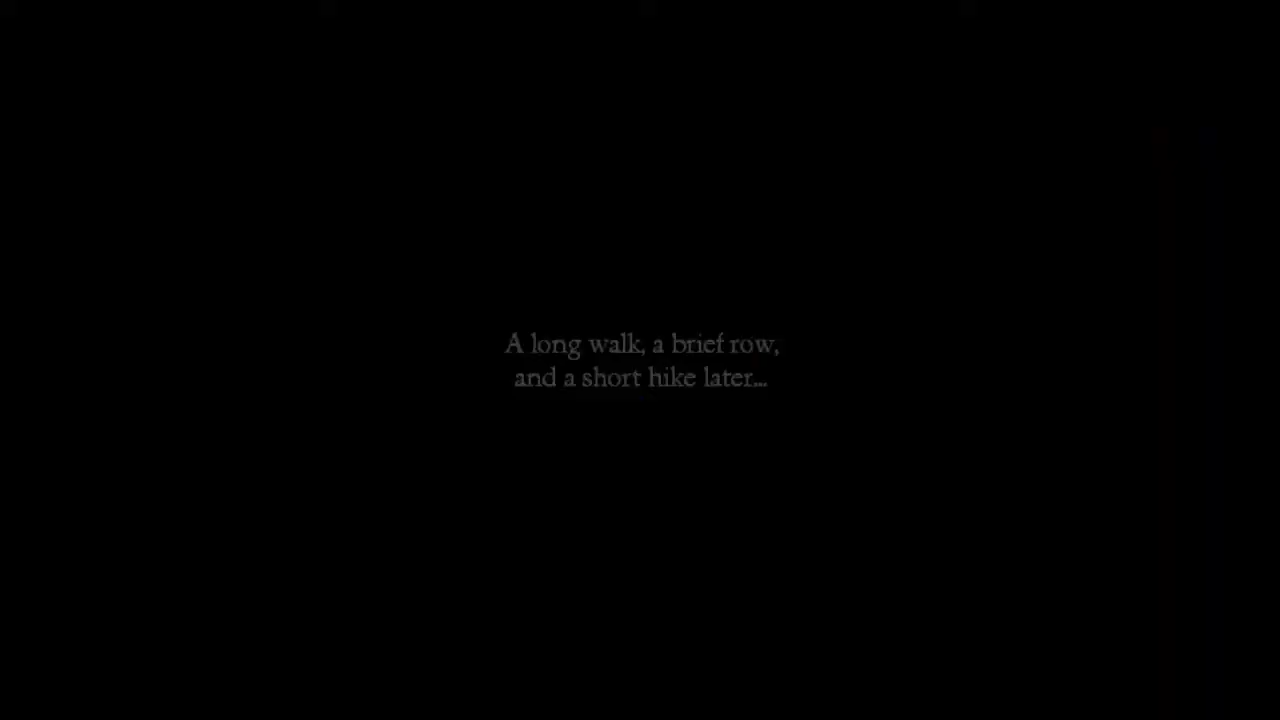 A long walk, a brief row,
and a short hike later...